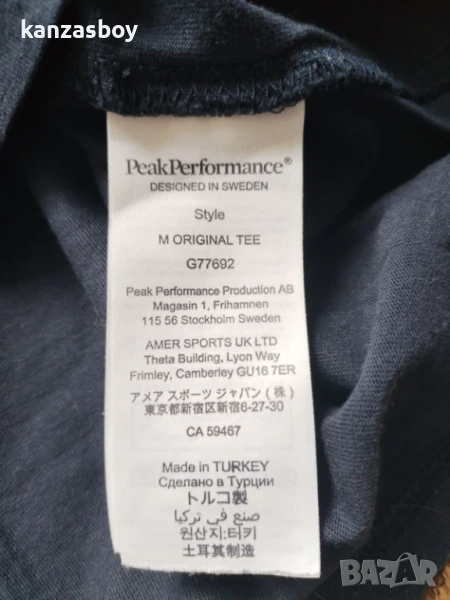 kanzasboy
PeakPerformance®
DESIGNED IN SWEDEN
Style
M ORIGINAL TEE
G77692
Peak Performance Production AB
Magasin 1, Frihamnen
115 56 Stockholm Sweden
AMER SPORTS UK LTD
Theta Building, Lyon Way
Frimley, Camberley GU16 7ER
アメア スポーツ ジャパン (株)
東京都新宿区新宿6-27-30
CA 59467
Made in TURKEY
Сделано в Турции
トルコ製
صنع في تركيا
원산지:터키
土耳其制造
BAZAR